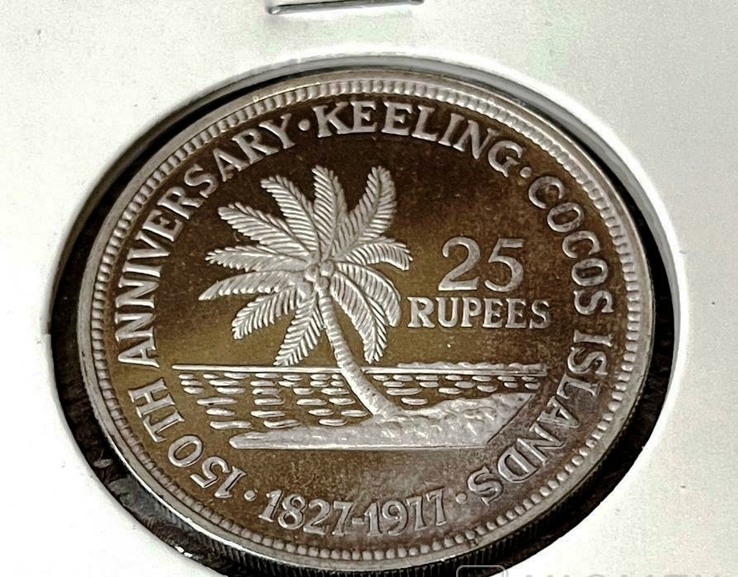 150TH ANNIVERSARY · KEELING · COCOS ISLANDS ·
25
RUPEES
1827-1977 ·